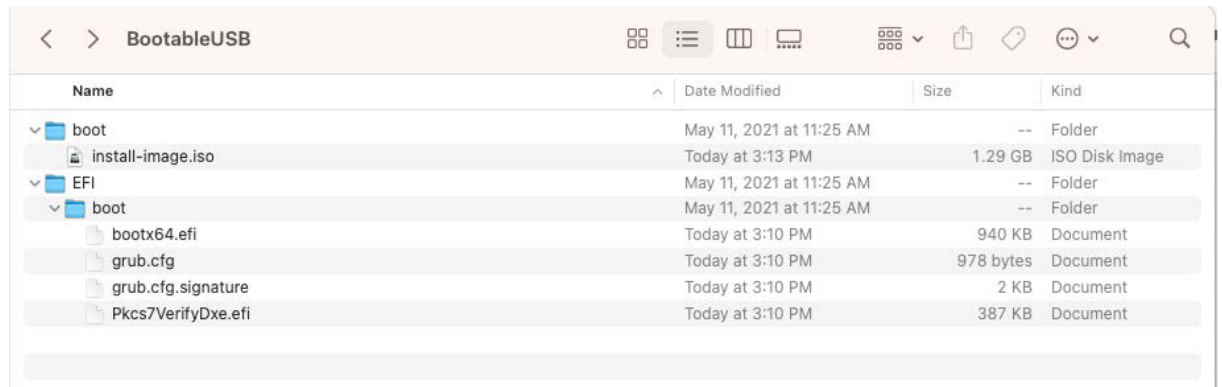 BootableUSB
Name Date Modified Size Kind
boot May 11, 2021 at 11:25 AM -- Folder
install-image.iso Today at 3:13 PM 1.29 GB ISO Disk Image
EFI May 11, 2021 at 11:25 AM -- Folder
boot May 11, 2021 at 11:25 AM -- Folder
bootx64.efi Today at 3:10 PM 940 KB Document
grub.cfg Today at 3:10 PM 978 bytes Document
grub.cfg.signature Today at 3:10 PM 2 KB Document
Pkcs7VerifyDxe.efi Today at 3:10 PM 387 KB Document